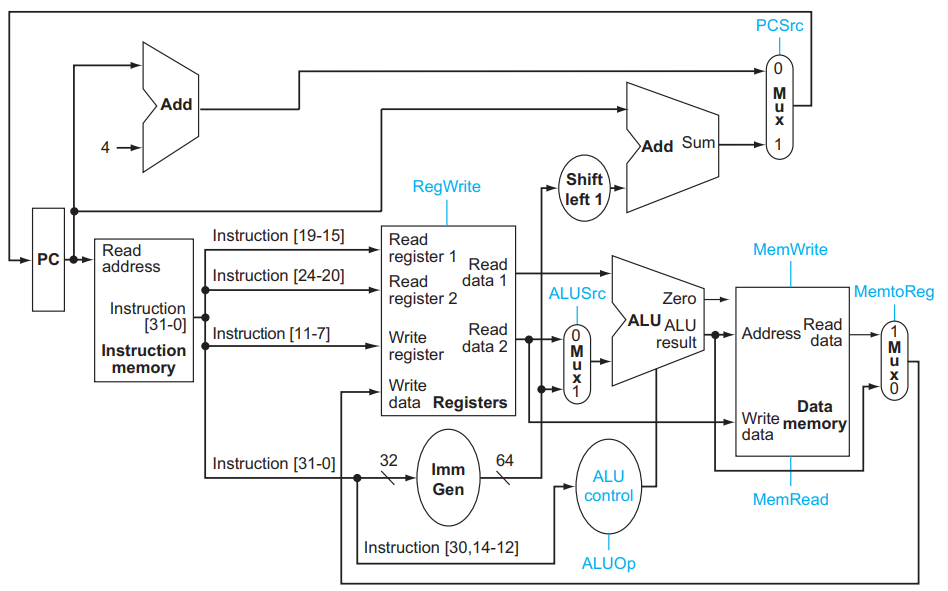 PCSrc
0
M
u
x
1
Add
4
Add Sum
Shift
left 1
RegWrite
PC
Read
address
Instruction
[31-0]
Instruction
memory
Instruction [19-15]
Instruction [24-20]
Instruction [11-7]
Instruction [31-0]
Read
register 1
Read
data 1
Read
register 2
Write
register
Read
data 2
Write
data
Registers
ALUSrc
0
M
u
x
1
Zero
ALU
ALU
result
MemWrite
Address
Read
data
Write
data
Data
memory
MemRead
MemtoReg
1
M
u
x
0
32
Imm
Gen
64
ALU
control
ALUOp
Instruction [30,14-12]